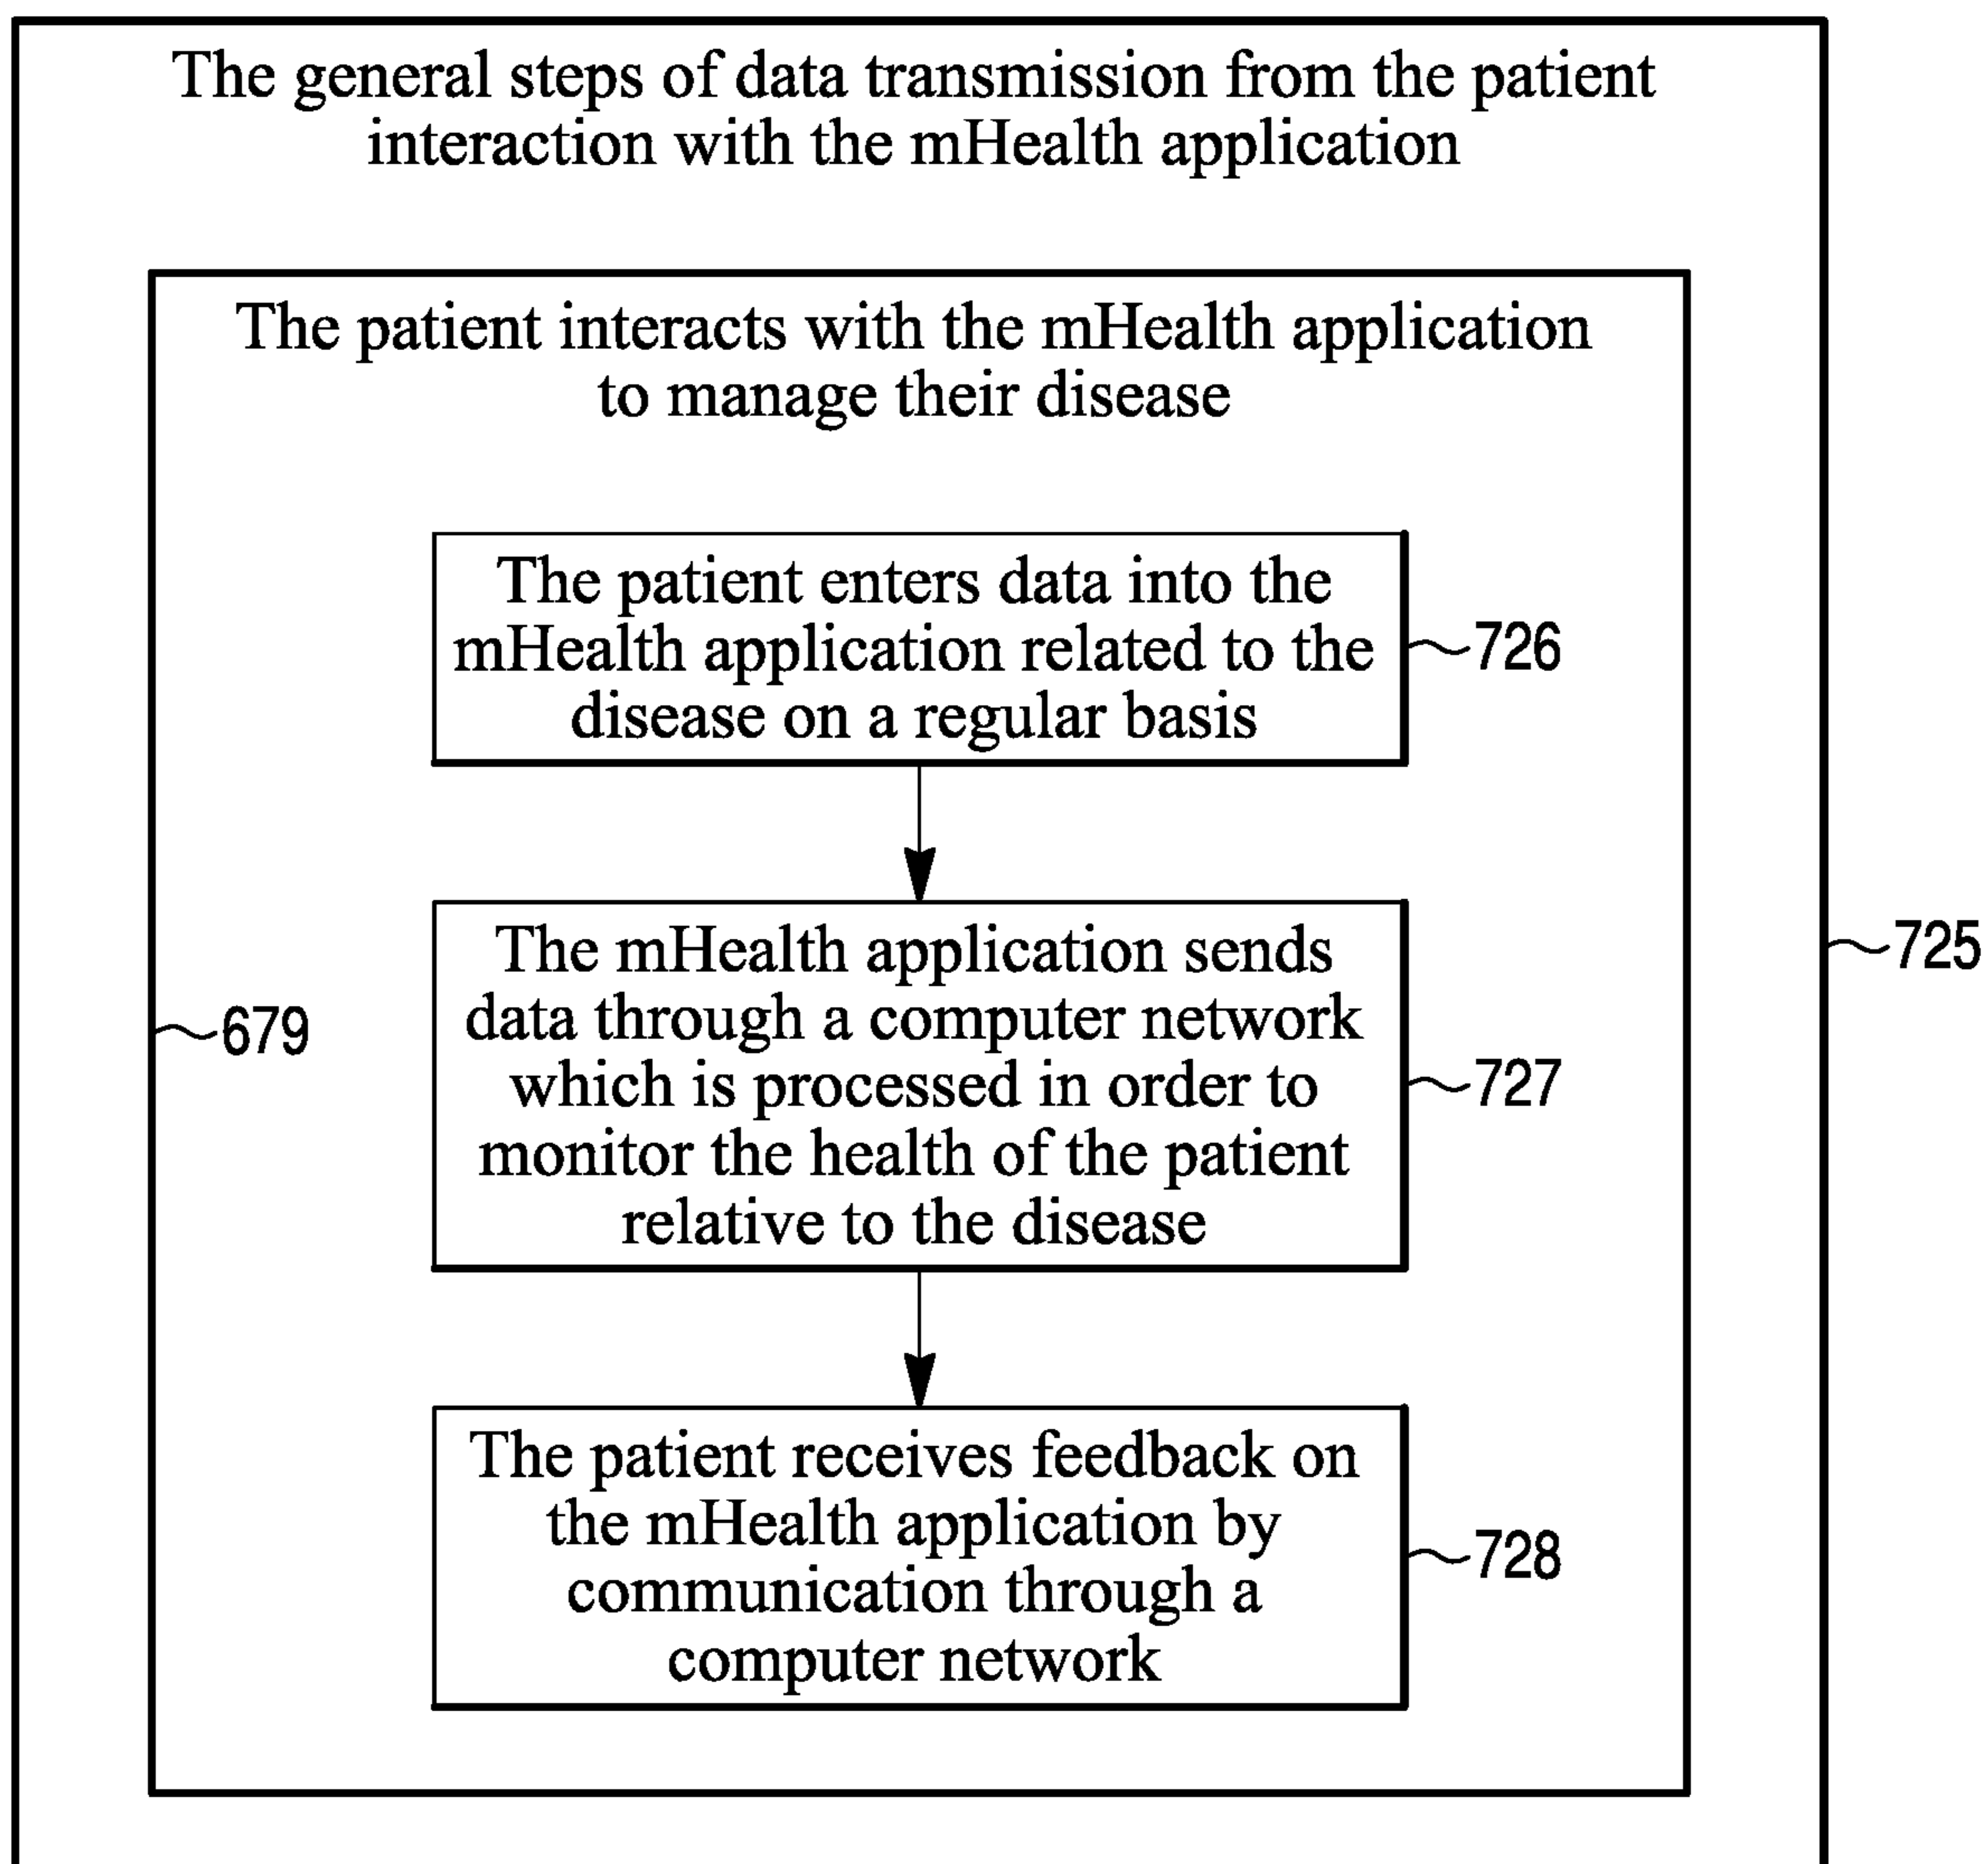 The general steps of data transmission from the patient
interaction with the mHealth application
The patient interacts with the mHealth application
to manage their disease
The patient enters data into the
mHealth application related to the
disease on a regular basis
726
The mHealth application sends
data through a computer network
which is processed in order to
monitor the health of the patient
relative to the disease
727
725
679
The patient receives feedback on
the mHealth application by
communication through a
computer network
728